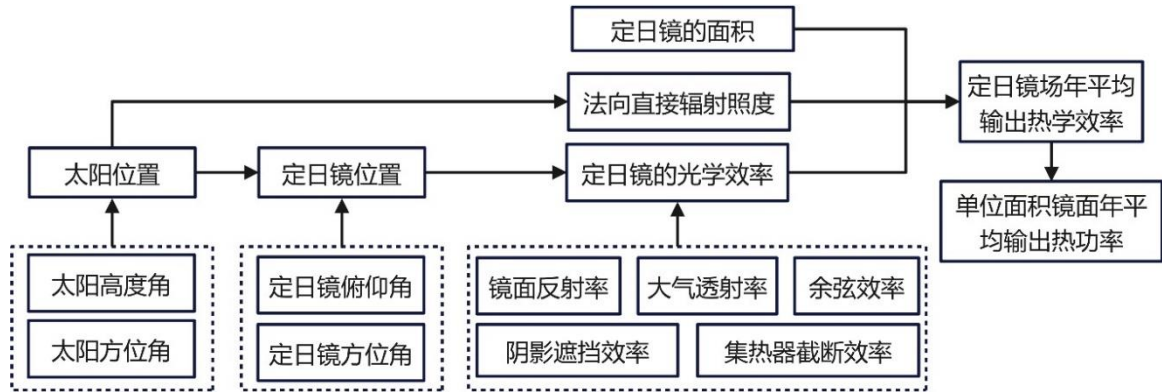 定日镜的面积
法向直接辐射照度
定日镜场年平均
输出热学效率
太阳位置
定日镜位置
定日镜的光学效率
单位面积镜面年平
均输出热功率
太阳高度角
定日镜俯仰角
镜面反射率
大气透射率
余弦效率
太阳方位角
定日镜方位角
阴影遮挡效率
集热器截断效率